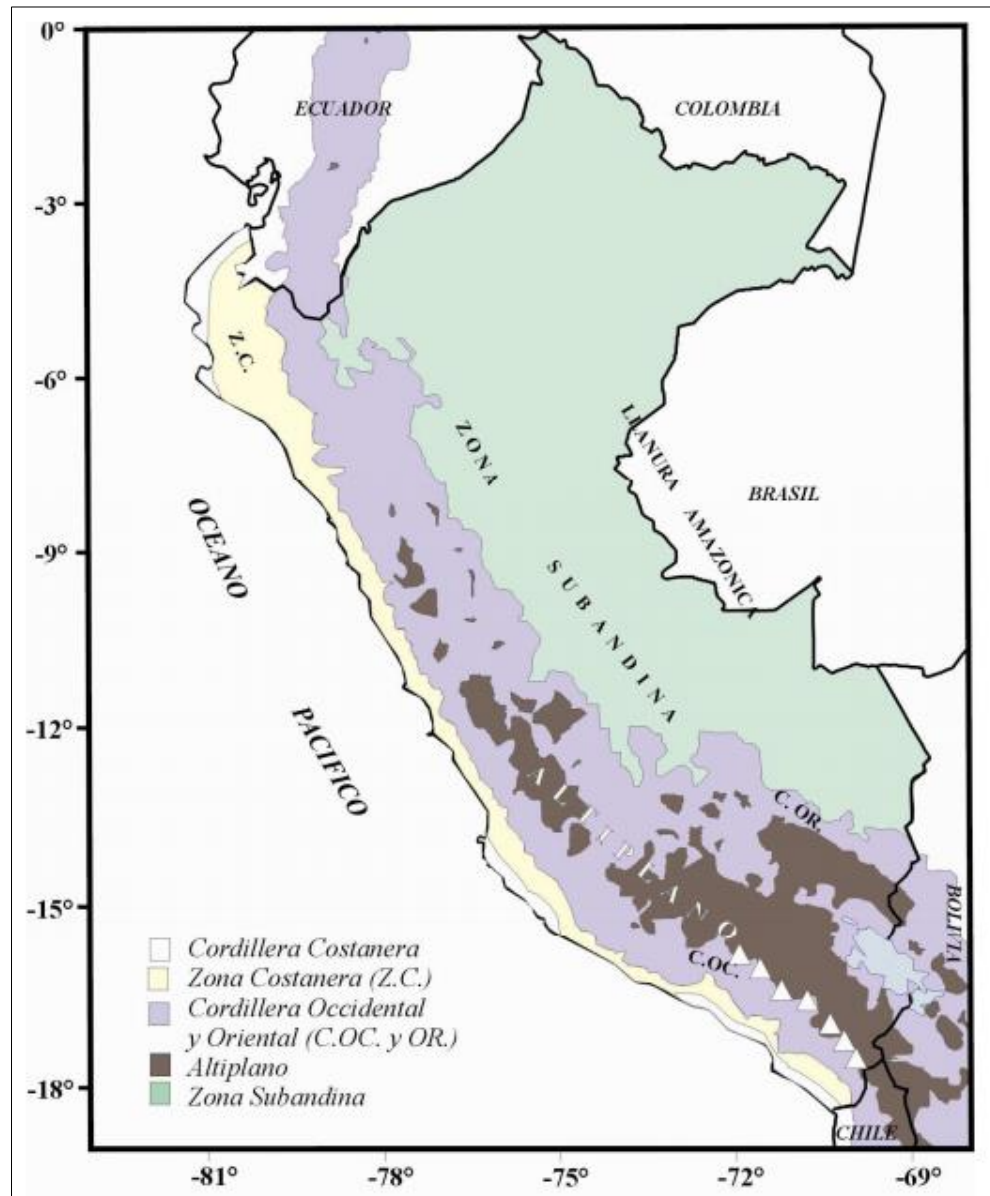 0°
-3°
-6°
-9°
-12°
-15°
-18°
-81°
-78°
-75°
-72°
-69°
ECUADOR
COLOMBIA
Z.C.
ZONA
SUBANDINA
LLANURA
AMAZONICA
BRASIL
OCEANO
PACIFICO
ALTIPLANO
C. OR.
C.OC.
BOLIVIA
CHILE
Cordillera Costanera
Zona Costanera (Z.C.)
Cordillera Occidental
y Oriental (C.OC. y OR.)
Altiplano
Zona Subandina